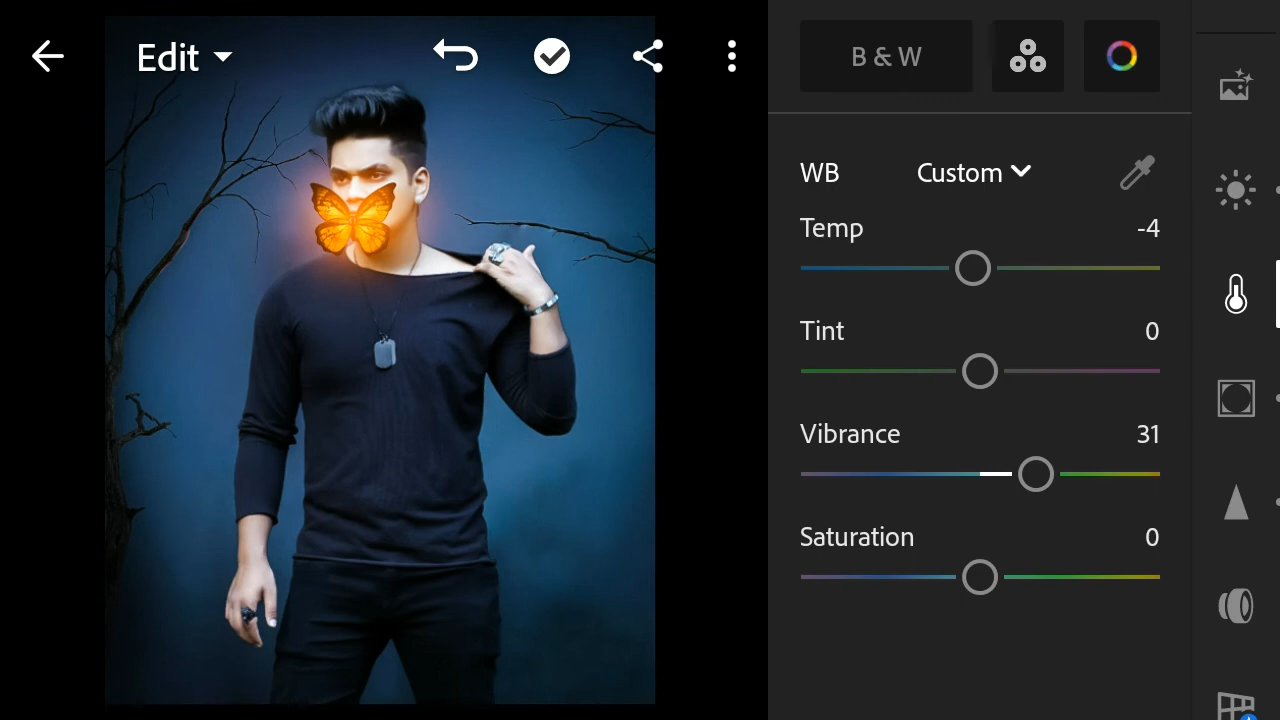 Edit
B & W
WB Custom
Temp -4
Tint 0
Vibrance 31
Saturation 0